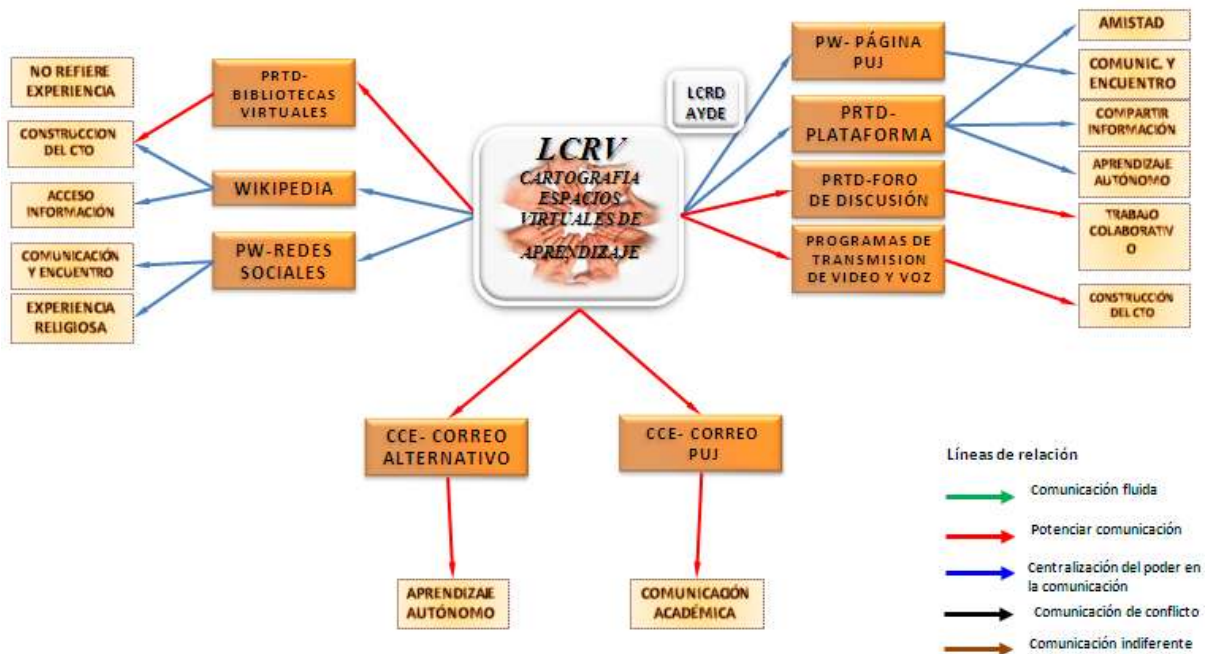 NO REFIERE
EXPERIENCIA
CONSTRUCCION
DEL CTO
ACCESO
INFORMACIÓN
COMUNICACIÓN
Y ENCUENTRO
EXPERIENCIA
RELIGIOSA
PRTD-
BIBLIOTECAS
VIRTUALES
WIKIPEDIA
PW-REDES
SOCIALES
LCRD
AYDE
LCRV
CARTOGRAFIA
ESPACIOS
VIRTUALES DE
APRENDIZAJE
PW- PÁGINA
PUJ
PRTD-
PLATAFORMA
PRTD-FORO
DE DISCUSIÓN
PROGRAMAS DE
TRANSMISION
DE VIDEO Y VOZ
AMISTAD
COMUNIC. Y
ENCUENTRO
COMPARTIR
INFORMACIÓN
APRENDIZAJE
AUTÓNOMO
TRABAJO
COLABORATIV
O
CONSTRUCCIÓN
DEL CTO
CCE- CORREO
ALTERNATIVO
CCE- CORREO
PUJ
APRENDIZAJE
AUTÓNOMO
COMUNICACIÓN
ACADÉMICA
Líneas de relación
Comunicación fluida
Potenciar comunicación
Centralización del poder en
la comunicación
Comunicación de conflicto
Comunicación indiferente